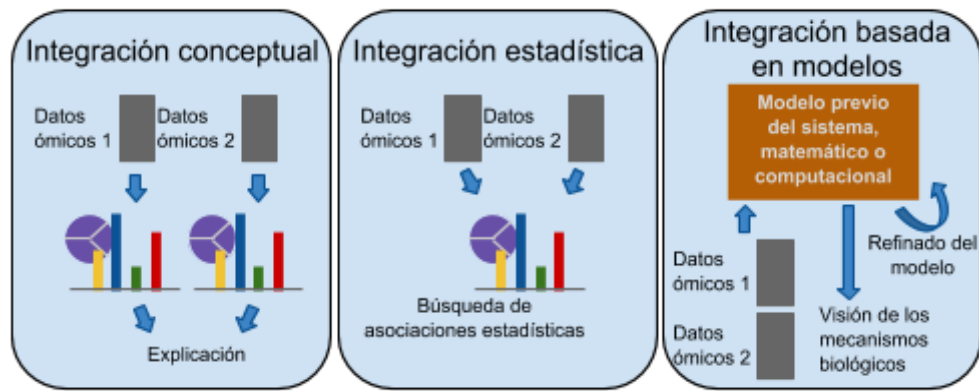 Integración conceptual
Datos
ómicos 1
Datos
ómicos 2
Explicación
Integración estadística
Datos
ómicos 1
Datos
ómicos 2
Búsqueda de
asociaciones estadísticas
Integración basada
en modelos
Modelo previo
del sistema,
matemático o
computacional
Refinado del
modelo
Datos
ómicos 1
Datos
ómicos 2
Visión de los
mecanismos
biológicos